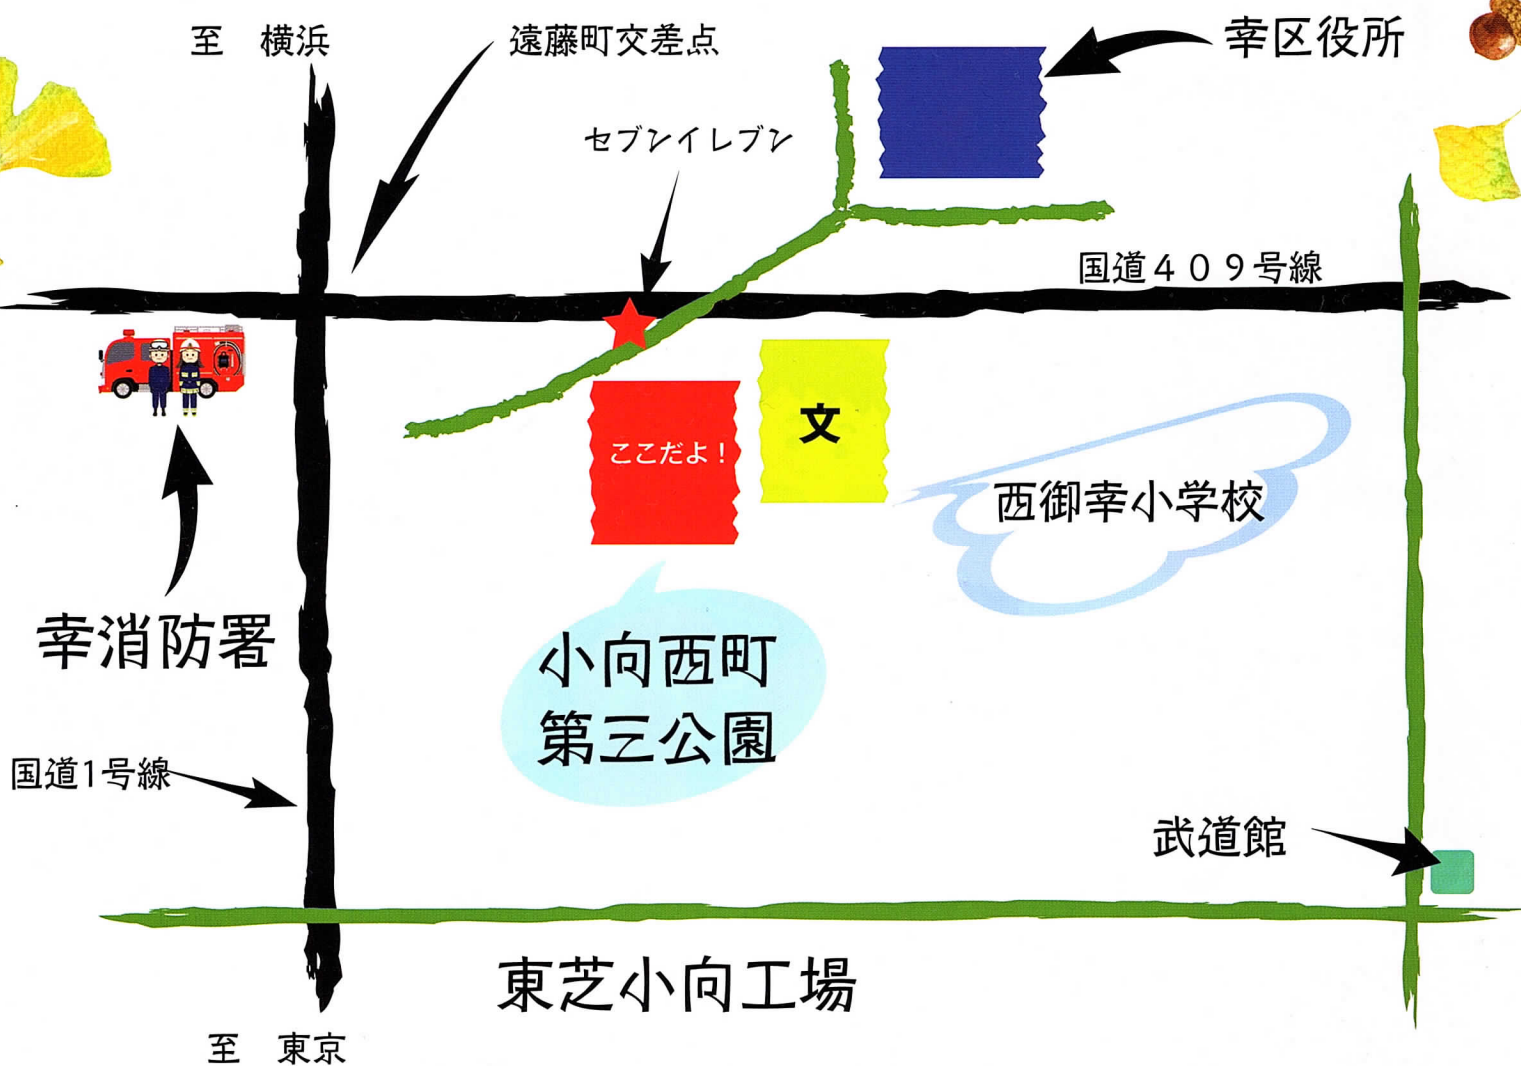 至　横浜
遠藤町交差点
幸区役所
セブンイレブン
国道４０９号線
ここだよ！
文
西御幸小学校
幸消防署
小向西町
第三公園
国道1号線
武道館
東芝小向工場
至　東京